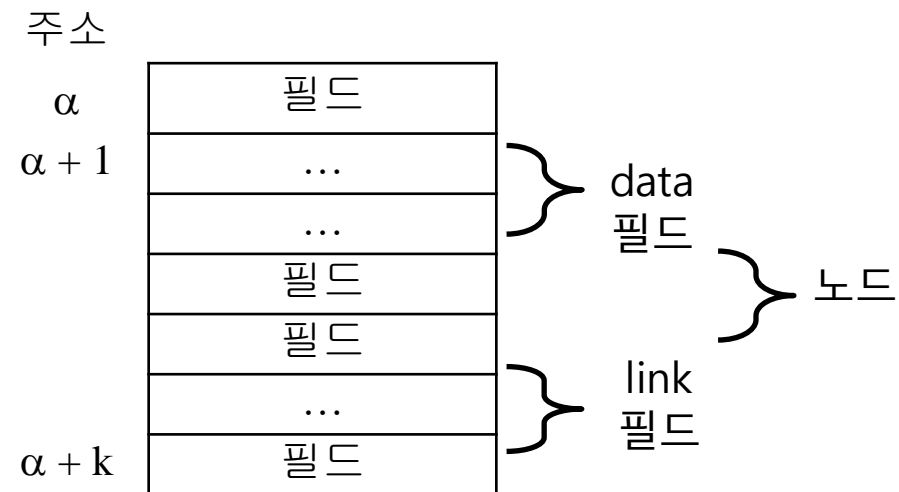 주소
α 필드
α + 1 …
…
data
필드
필드
노드
필드
link
필드
…
α + k 필드